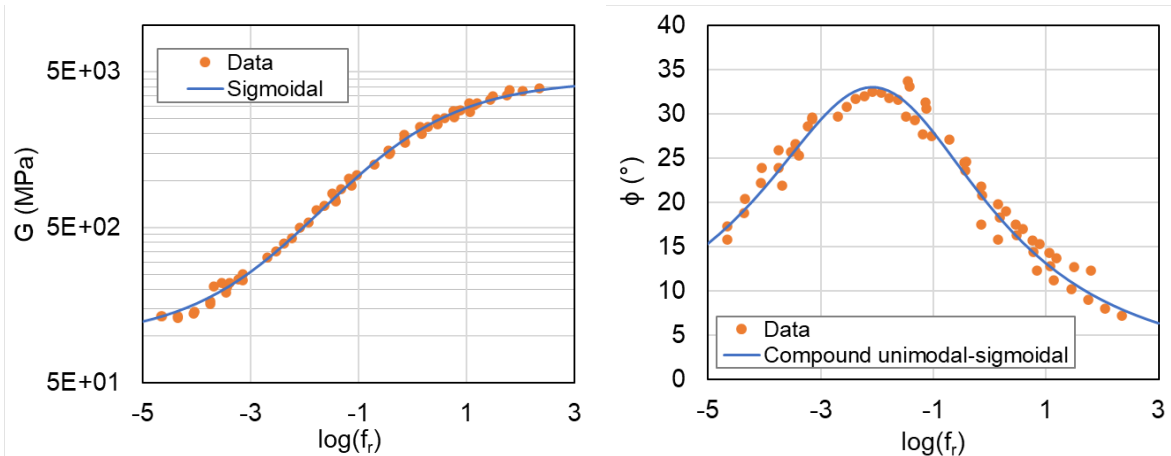 5E+03
5E+02
5E+01
G (MPa)
Data
Sigmoidal
-5 -3 -1 1 3
log(fr)
40
35
30
25
20
15
10
5
0
ϕ (°)
Data
Compound unimodal-sigmoidal
-5 -3 -1 1 3
log(fr)